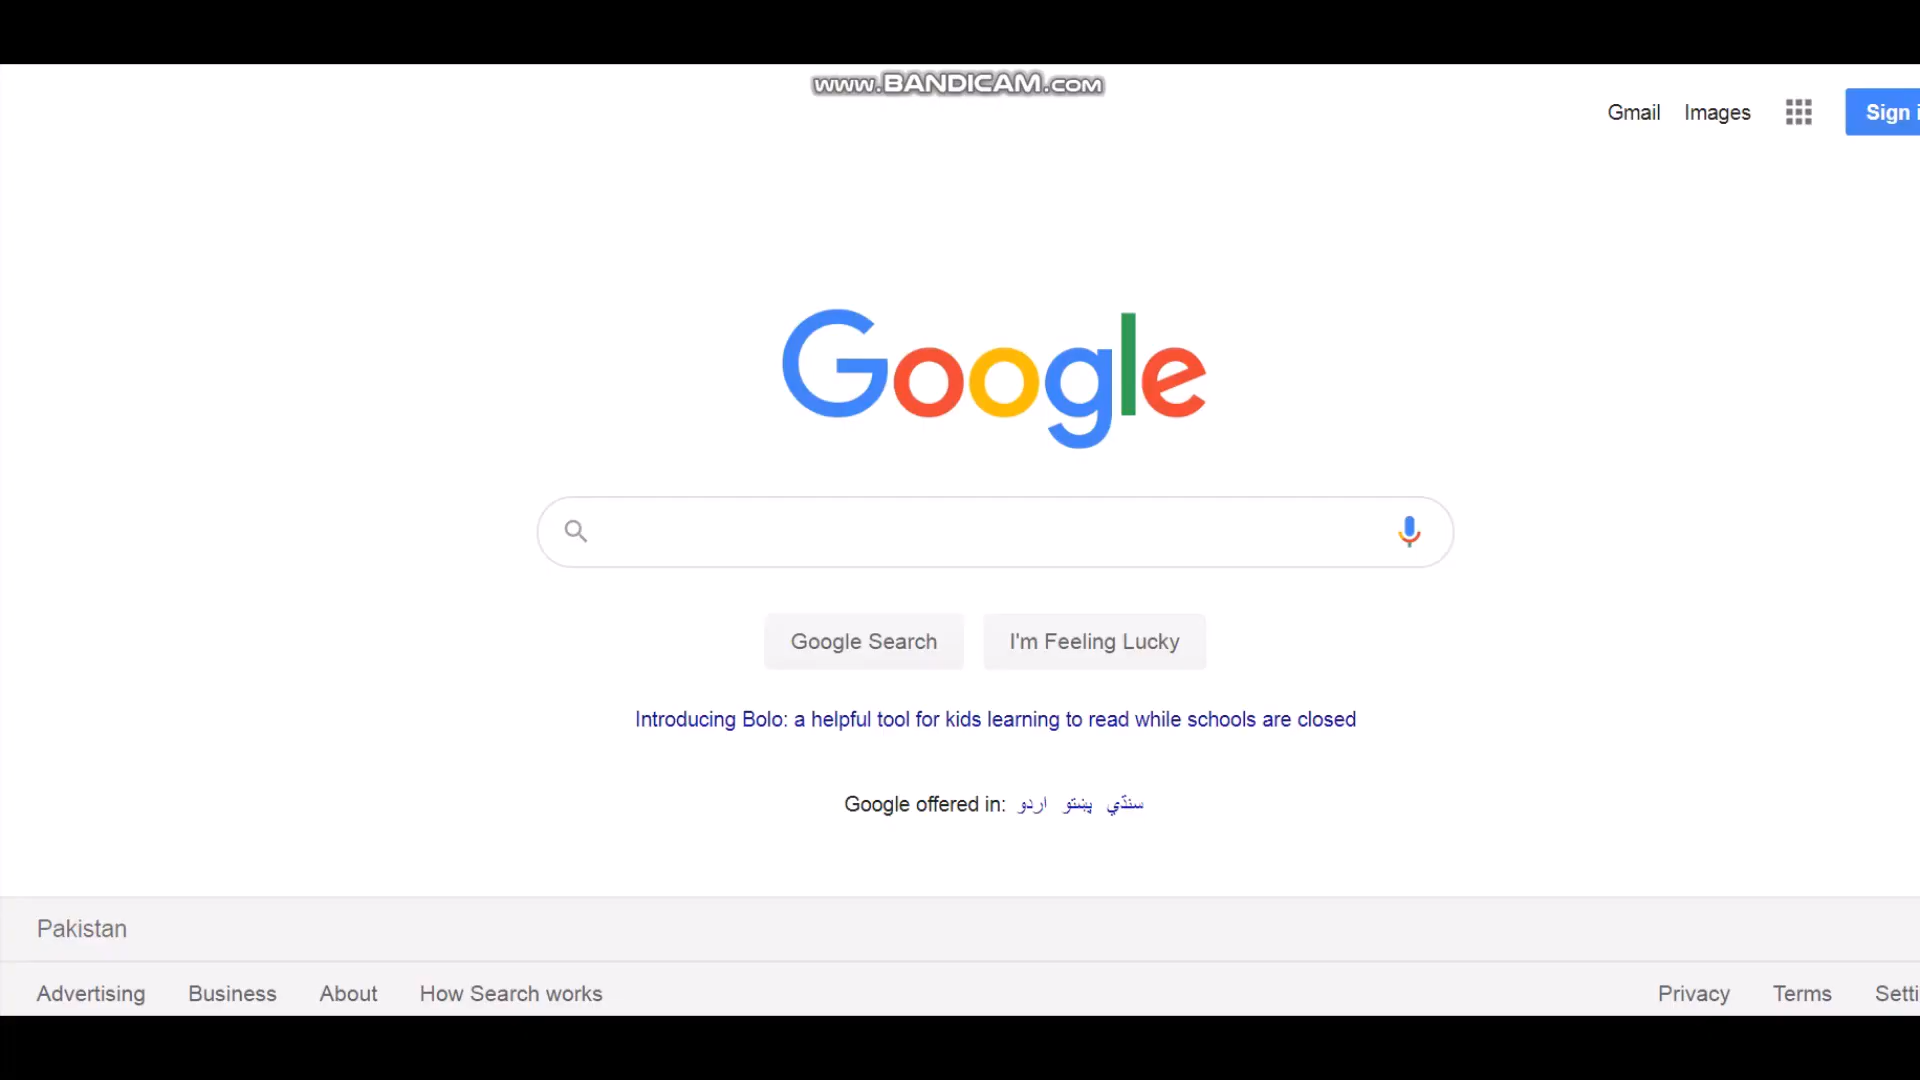 www.BANDICAM.com
Gmail Images Sign i
Google
Google Search I'm Feeling Lucky
Introducing Bolo: a helpful tool for kids learning to read while schools are closed
Google offered in: اردو پښتو سنڌي
Pakistan
Advertising Business About How Search works Privacy Terms Setti